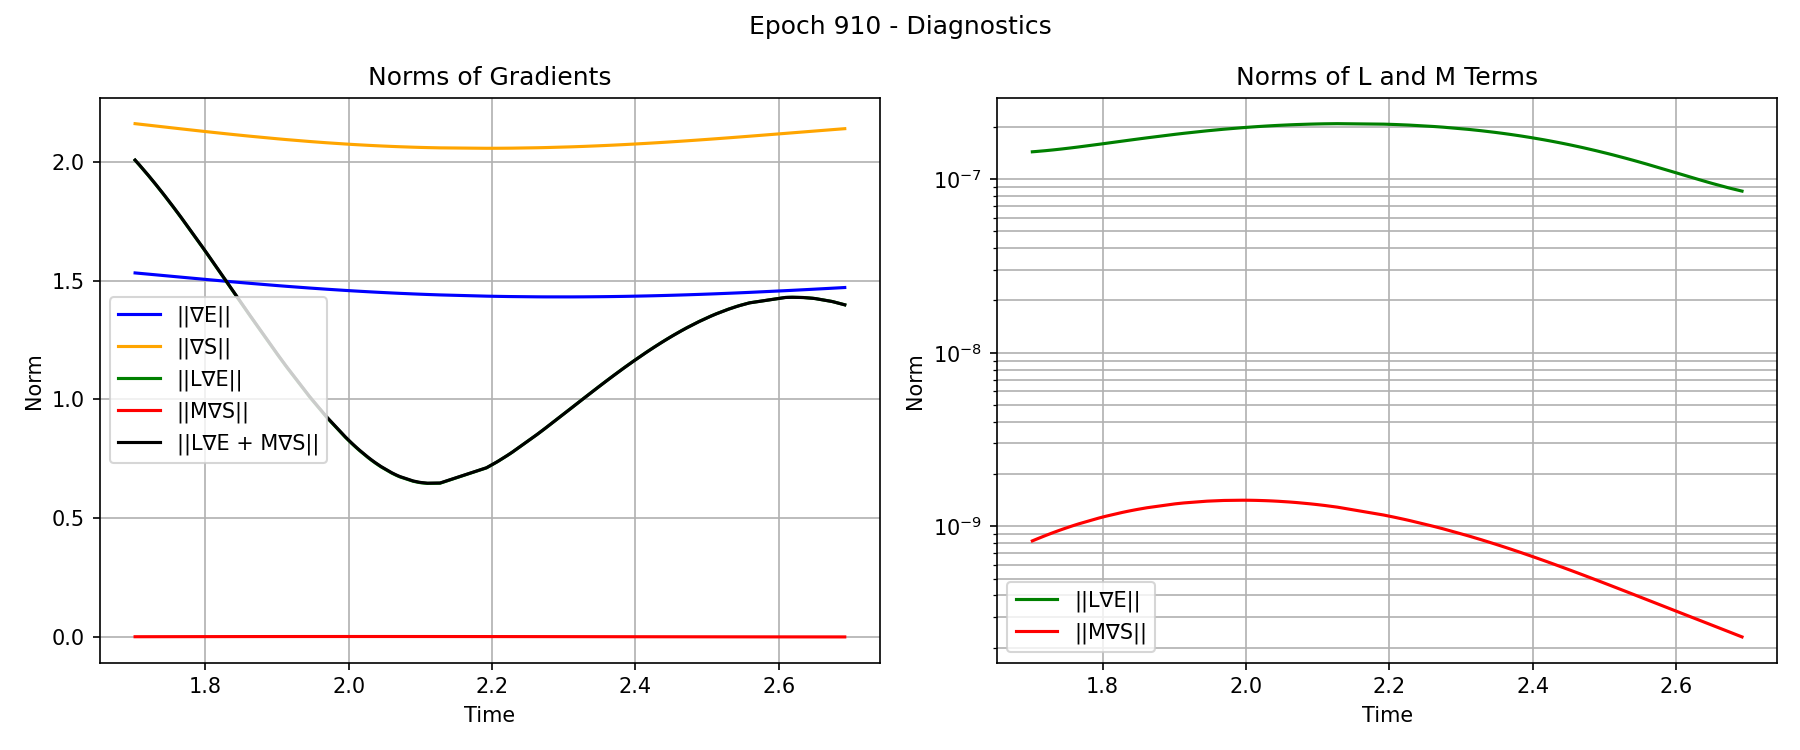 Epoch 910 - Diagnostics
Norms of Gradients
Norm
2.0
1.5
1.0
0.5
0.0
||∇E||
||∇S||
||L∇E||
||M∇S||
||L∇E + M∇S||
1.8 2.0 2.2 2.4 2.6
Time
Norms of L and M Terms
Norm
10⁻⁷
10⁻⁸
10⁻⁹
||L∇E||
||M∇S||
1.8 2.0 2.2 2.4 2.6
Time